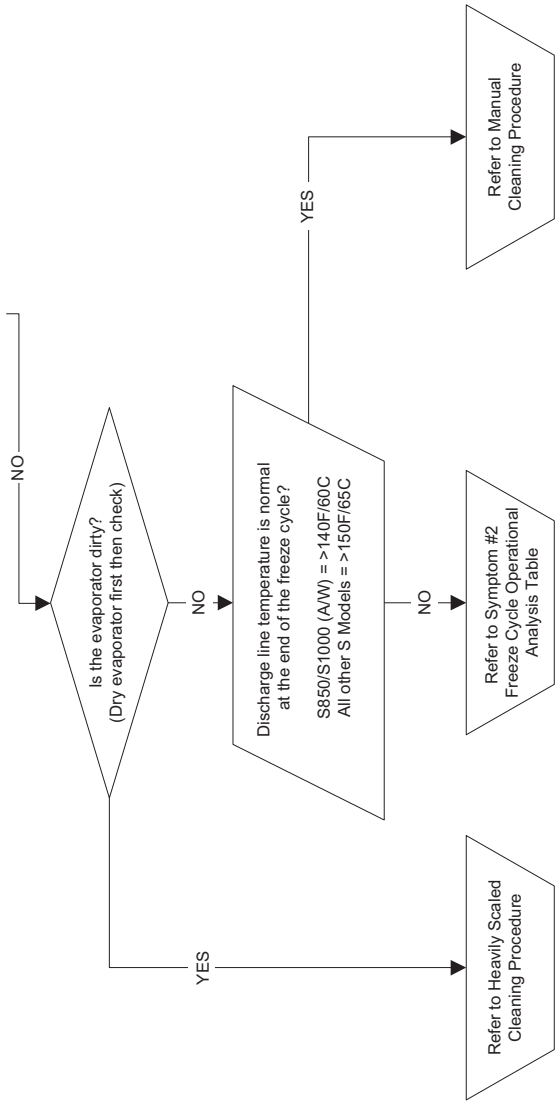 NO
Is the evaporator dirty?
(Dry evaporator first then check)
YES
NO
Discharge line temperature is normal
at the end of the freeze cycle?
S850/S1000 (A/W) = >140F/60C
All other S Models = >150F/65C
YES
NO
Refer to Heavily Scaled
Cleaning Procedure
Refer to Symptom #2
Freeze Cycle Operational
Analysis Table
Refer to Manual
Cleaning Procedure